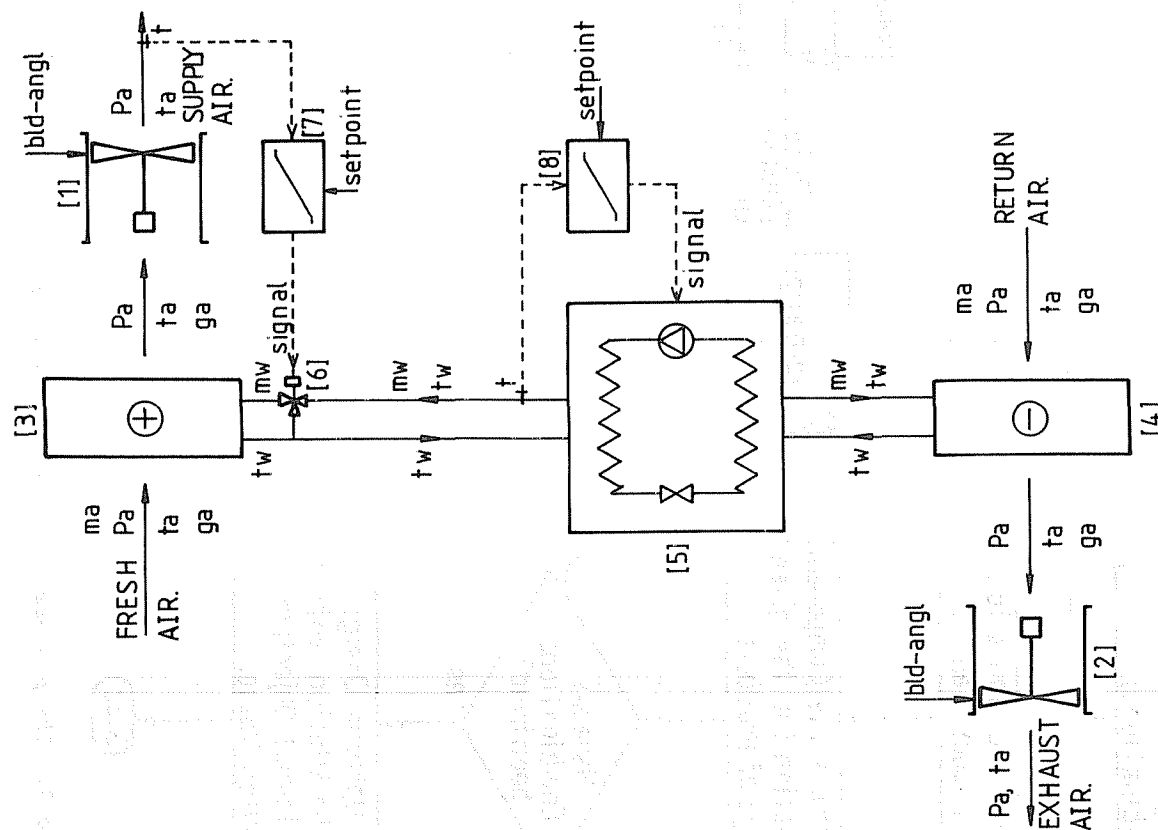 bld-angl
[1]
Pa
ta
SUPPLY
AIR.
t
[7]
setpoint
signal
[3]
FRESH
AIR.
ma
Pa
ta
ga
Pa
ta
ga
mw
[6]
tw
mw
tw
tw
t
setpoint
[8]
signal
[5]
mw
tw
tw
[4]
RETURN
AIR.
ma
Pa
ta
ga
Pa
ta
ga
bld-angl
[2]
Pa, ta
EXHAUST
AIR.